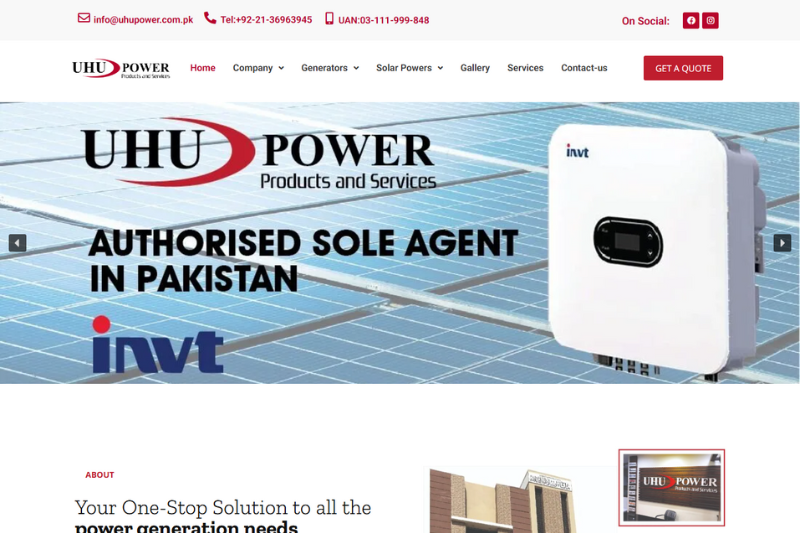 info@uhupower.com.pk Tel:+92-21-36963945 UAN:03-111-999-848 On Social:
UHU POWER
Products and Services
Home Company Generators Solar Powers Gallery Services Contact-us GET A QUOTE
UHU POWER
Products and Services
invt
AUTHORISED SOLE AGENT
IN PAKISTAN
invt
ABOUT
Your One-Stop Solution to all the
power generation needs
UHU POWER
Products and Services